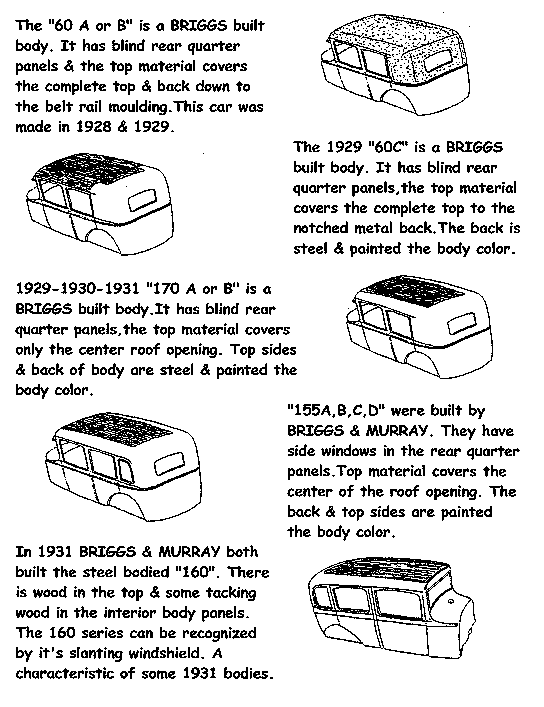 The "60 A or B" is a BRIGGS built
body. It has blind rear quarter
panels & the top material covers
the complete top & back down to
the belt rail moulding.This car was
made in 1928 & 1929.
The 1929 "60C" is a BRIGGS
built body. It has blind rear
quarter panels,the top material
covers the complete top to the
notched metal back.The back is
steel & painted the body color.
1929-1930-1931 "170 A or B" is a
BRIGGS built body.It has blind rear
quarter panels,the top material covers
only the center roof opening. Top sides
& back of body are steel & painted the
body color.
"155A,B,C,D" were built by
BRIGGS & MURRAY. They have
side windows in the rear quarter
panels.Top material covers the
center of the roof opening. The
back & top sides are painted
the body color.
In 1931 BRIGGS & MURRAY both
built the steel bodied "160". There
is wood in the top & some tacking
wood in the interior body panels.
The 160 series can be recognized
by it's slanting windshield. A
characteristic of some 1931 bodies.